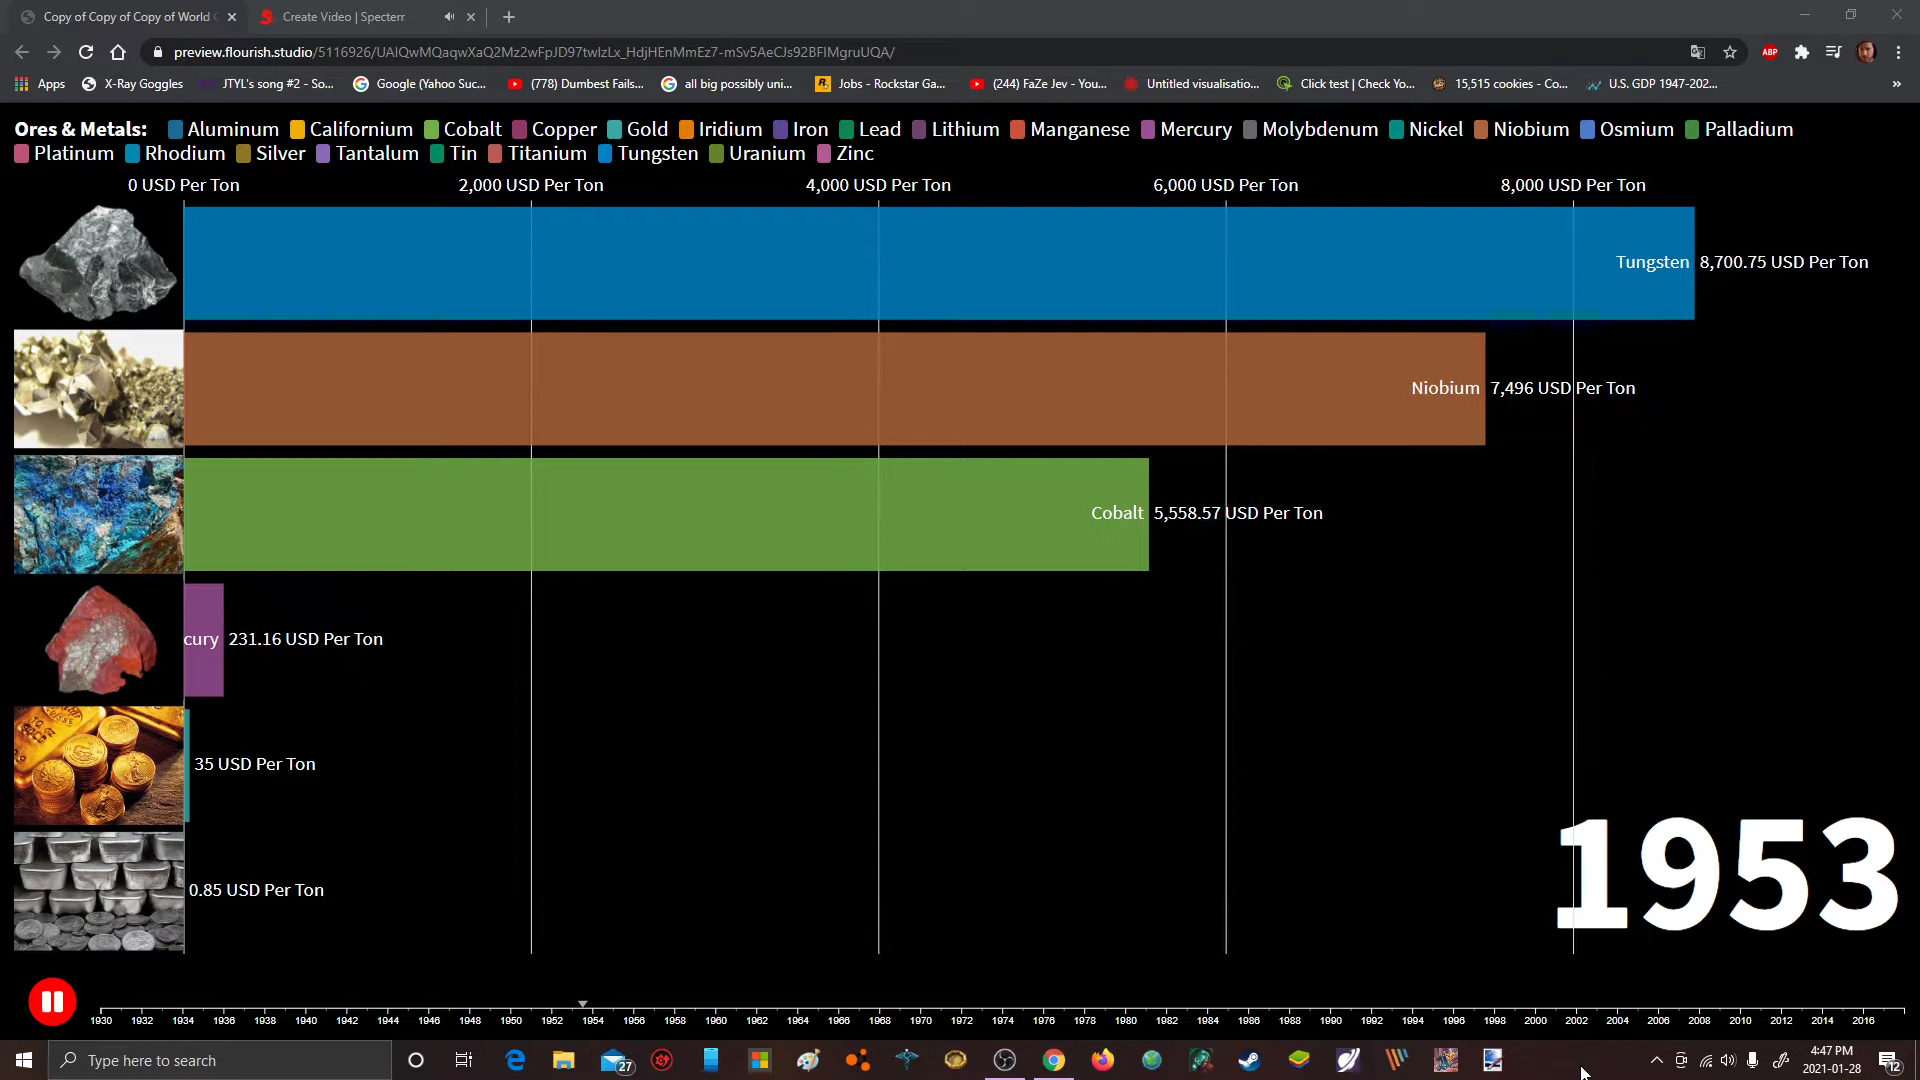 Copy of Copy of Copy of World
Create Video | Specterr
preview.flourish.studio/5116926/UAlQwMQaqwXaQ2Mz2wFpJD97twIzLx_HdjHEnMmEz7-mSv5AeCJs92BFIMgruUQA/
ABP
Apps X-Ray Goggles JTYL's song #2 - So... Google (Yahoo Suc... (778) Dumbest Fails... all big possibly uni... Jobs - Rockstar Ga... (244) FaZe Jev - You... Untitled visualisatio... Click test | Check Yo... 15,515 cookies - Co... U.S. GDP 1947-202... »
Ores & Metals: Aluminum Californium Cobalt Copper Gold Iridium Iron Lead Lithium Manganese Mercury Molybdenum Nickel Niobium Osmium Palladium
Platinum Rhodium Silver Tantalum Tin Titanium Tungsten Uranium Zinc
0 USD Per Ton 2,000 USD Per Ton 4,000 USD Per Ton 6,000 USD Per Ton 8,000 USD Per Ton
Tungsten 8,700.75 USD Per Ton
Niobium 7,496 USD Per Ton
Cobalt 5,558.57 USD Per Ton
cury 231.16 USD Per Ton
35 USD Per Ton
0.85 USD Per Ton
1953
1930 1932 1934 1936 1938 1940 1942 1944 1946 1948 1950 1952 1954 1956 1958 1960 1962 1964 1966 1968 1970 1972 1974 1976 1978 1980 1982 1984 1986 1988 1990 1992 1994 1996 1998 2000 2002 2004 2006 2008 2010 2012 2014 2016
Type here to search
27
4:47 PM
2021-01-28
12